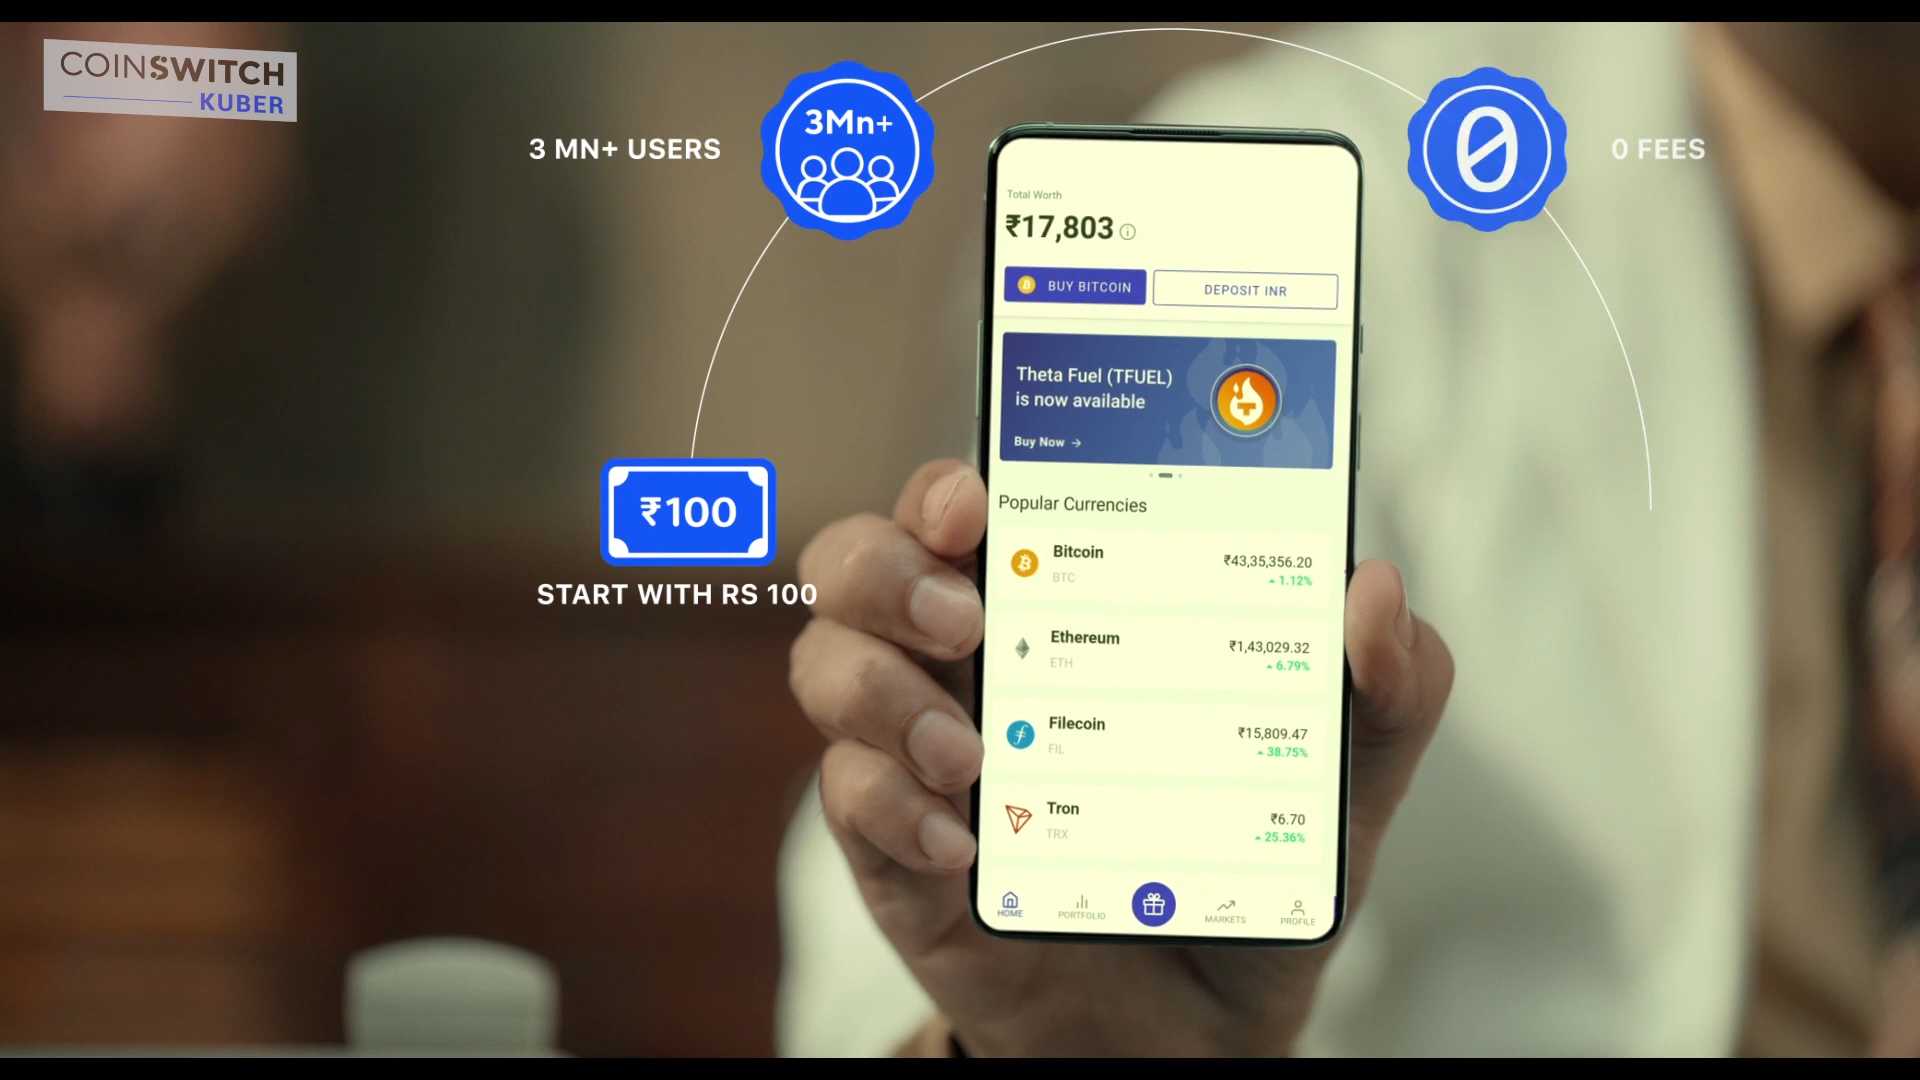 COINSWITCH
KUBER
3 MN+ USERS
3Mn+
0
0 FEES
₹100
START WITH RS 100
Total Worth
₹17,803
BUY BITCOIN
DEPOSIT INR
Theta Fuel (TFUEL)
is now available
Buy Now →
Popular Currencies
Bitcoin
BTC
₹43,35,356.20
1.12%
Ethereum
ETH
₹1,43,029.32
6.79%
Filecoin
FIL
₹15,809.47
38.75%
Tron
TRX
₹6.70
25.36%
HOME
PORTFOLIO
MARKETS
PROFILE